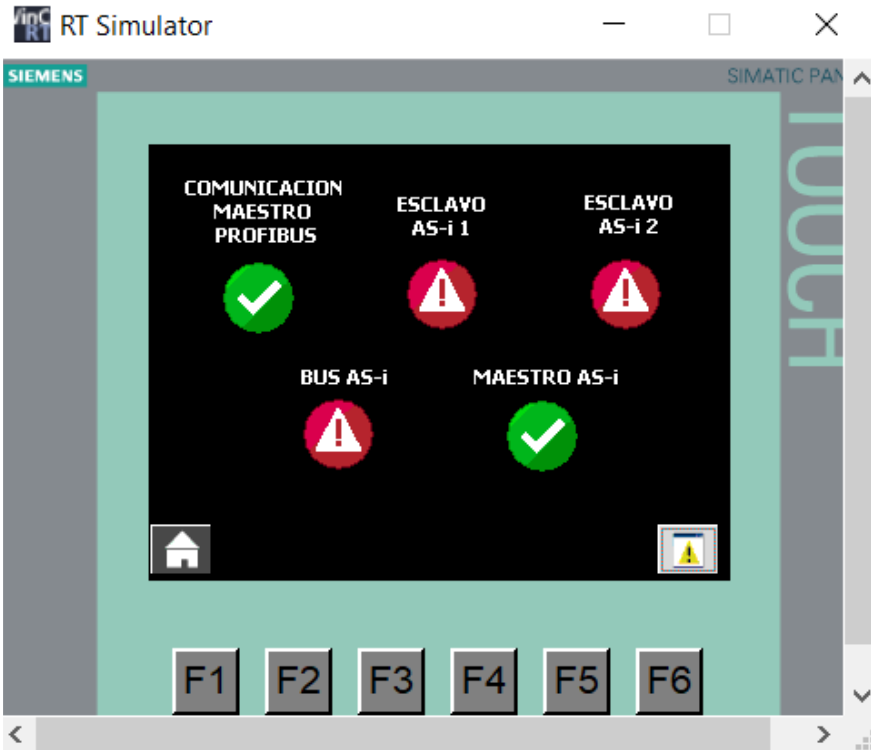 RT Simulator
SIEMENS
SIMATIC PAN
TOUCH
COMUNICACION
MAESTRO
PROFIBUS
ESCLAVO
AS-i 1
ESCLAVO
AS-i 2
BUS AS-i
MAESTRO AS-i
F1 F2 F3 F4 F5 F6